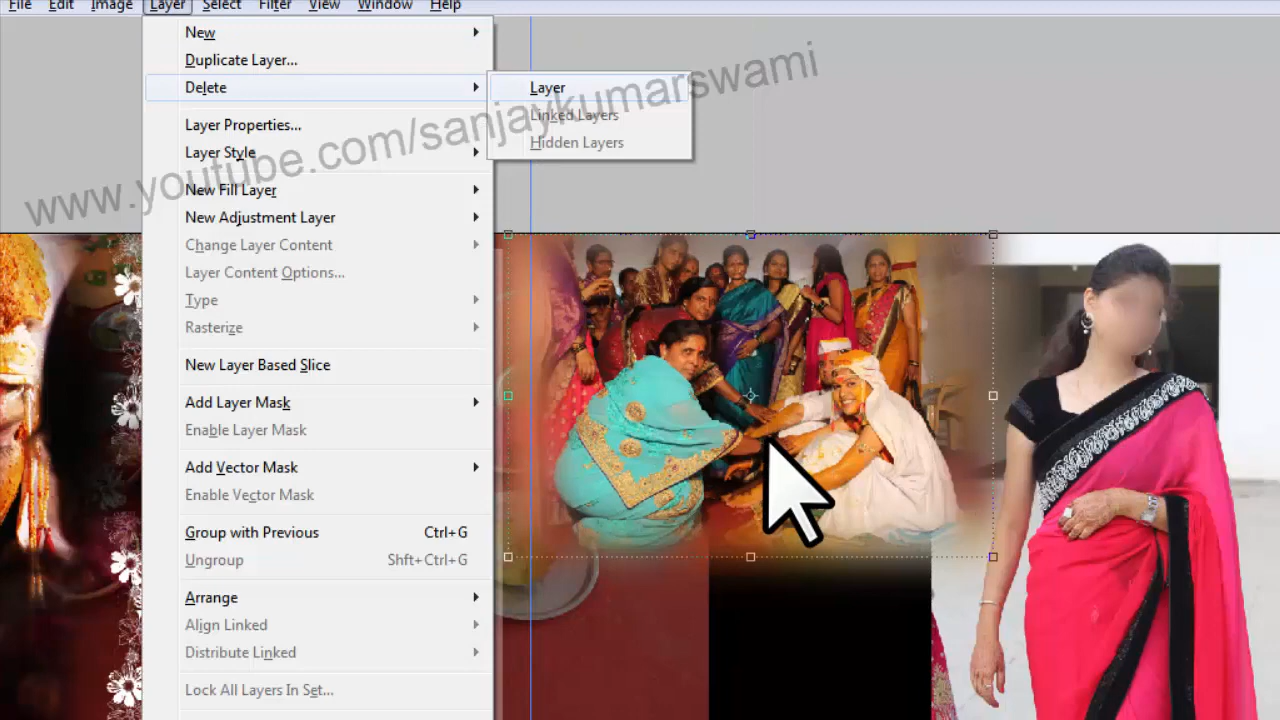 File Edit Image Layer Select Filter View Window Help
New
Duplicate Layer...
Delete
Layer
Linked Layers
Hidden Layers
Layer Properties...
Layer Style
New Fill Layer
New Adjustment Layer
Change Layer Content
Layer Content Options...
Type
Rasterize
New Layer Based Slice
Add Layer Mask
Enable Layer Mask
Add Vector Mask
Enable Vector Mask
Group with Previous Ctrl+G
Ungroup Shft+Ctrl+G
Arrange
Align Linked
Distribute Linked
Lock All Layers In Set...
www.youtube.com/sanjaykumarswami